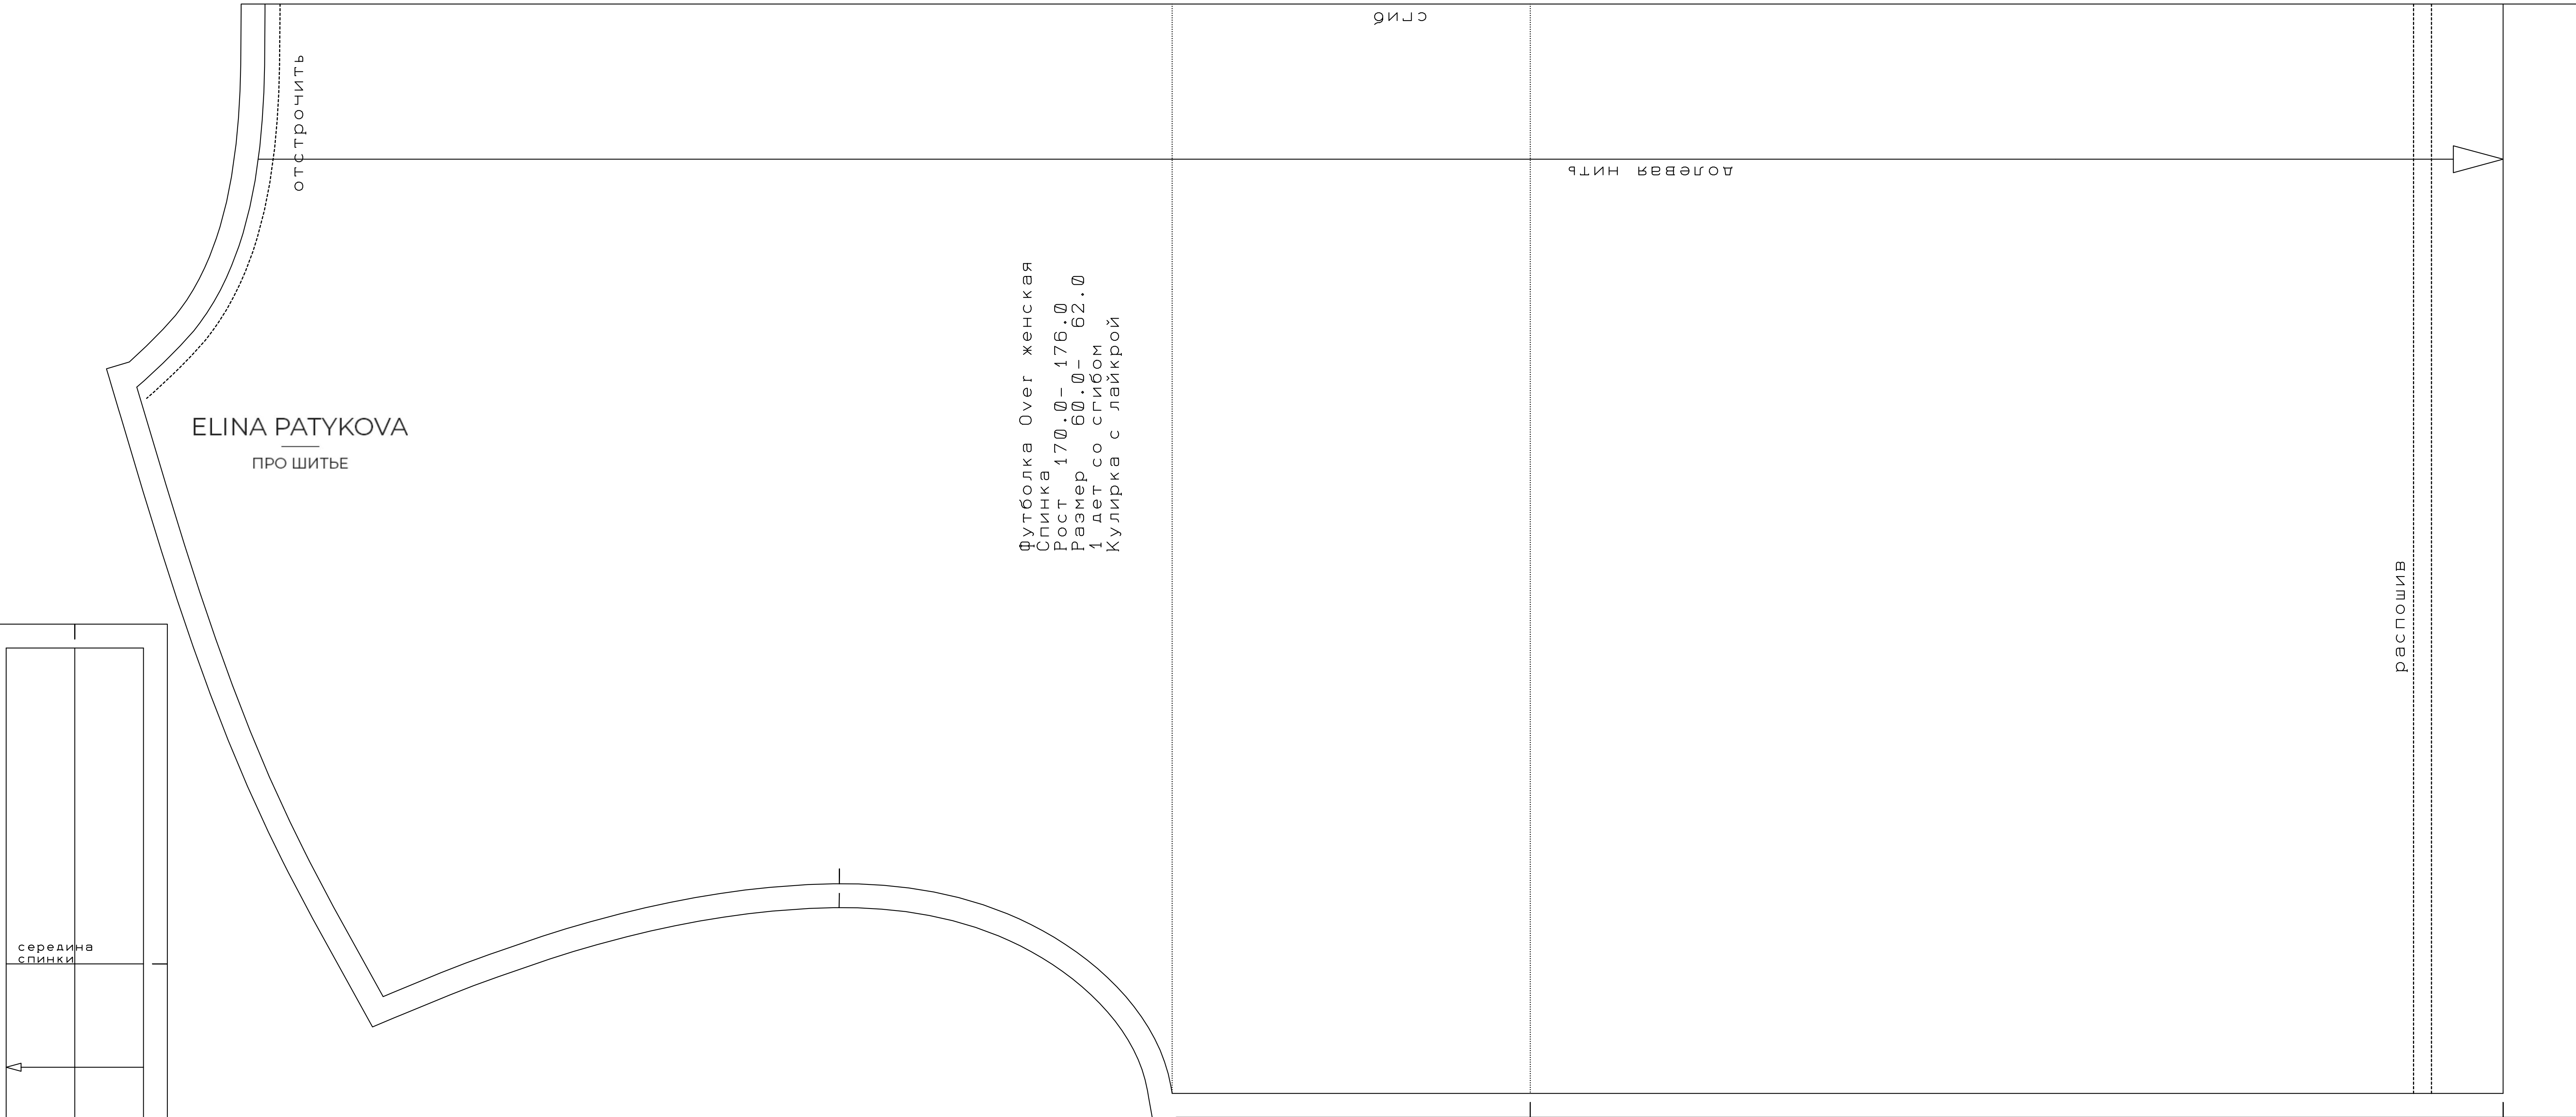 сгиб
отстрочить
долевая нить
Футболка Over женская
Спинка
Рост 170.0- 176.0
Размер 60.0- 62.0
1 дет со сгибом
Кулирка с лайкрой
ELINA PATYKOVA
ПРО ШИТЬЕ
распошив
середина
спинки